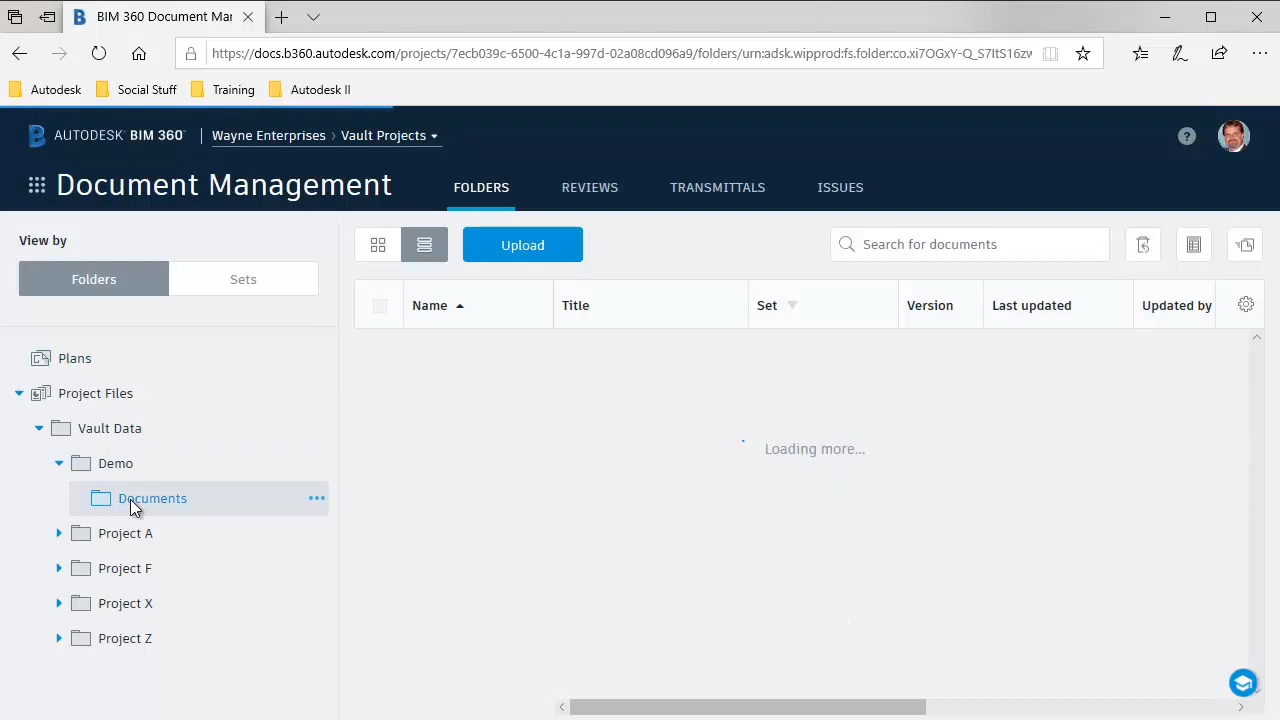 BIM 360 Document Mar
https://docs.b360.autodesk.com/projects/7ecb039c-6500-4c1a-997d-02a08cd096a9/folders/urn:adsk.wipprod:fs.folder:co.xi7OGxY-Q_S7ItS16zw
Autodesk Social Stuff Training Autodesk II
AUTODESK® BIM 360° Wayne Enterprises > Vault Projects
?
Document Management FOLDERS REVIEWS TRANSMITTALS ISSUES
View by
Upload Search for documents
Folders Sets
Name Title Set Version Last updated Updated by
Plans
Project Files
Vault Data
Loading more...
Demo
Documents
Project A
Project F
Project X
Project Z